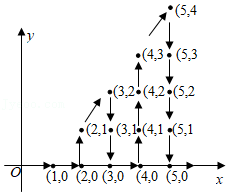 y
(5,4)
(4,3) (5,3)
(3,2) (4,2) (5,2)
(2,1) (3,1) (4,1) (5,1)
O (1,0) (2,0) (3,0) (4,0) (5,0) x